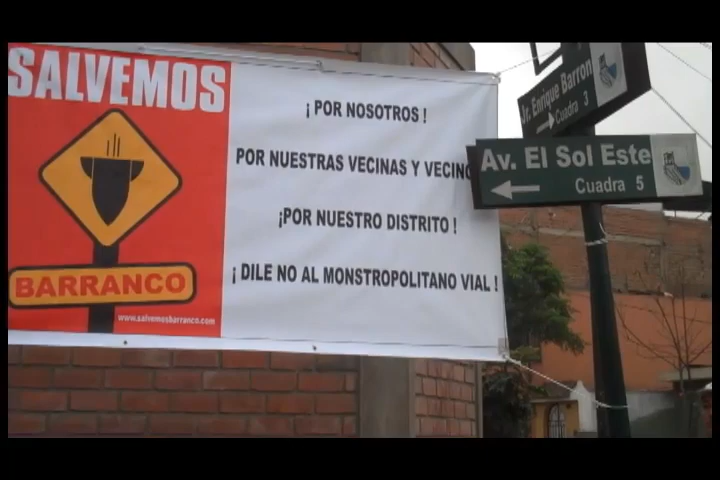 SALVEMOS
BARRANCO
www.salvemosbarranco.com
¡ POR NOSOTROS !
POR NUESTRAS VECINAS Y VECINO
¡POR NUESTRO DISTRITO !
¡ DILE NO AL MONSTROPOLITANO VIAL !
Jr. Enrique Barron
Cuadra 3
Av. El Sol Este
Cuadra 5